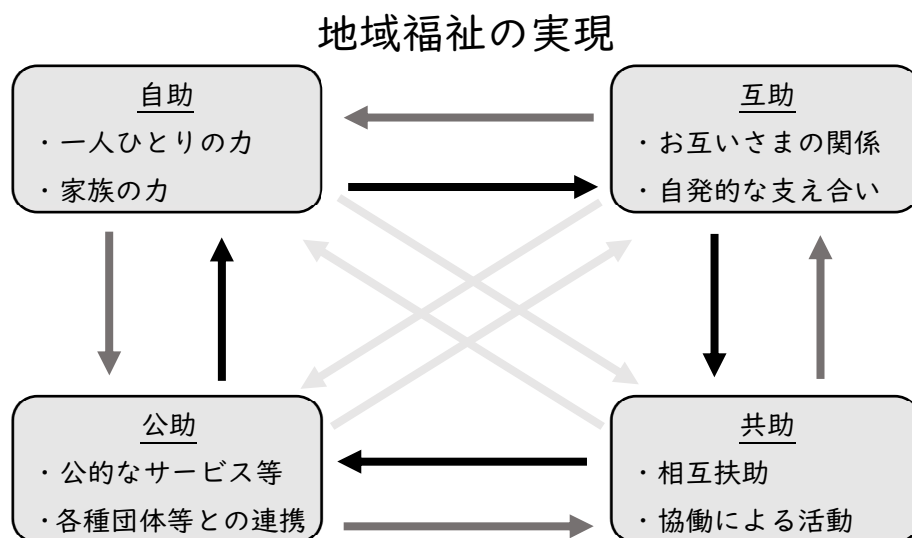 地域福祉の実現
自助
・一人ひとりの力
・家族の力
互助
・お互いさまの関係
・自発的な支え合い
公助
・公的なサービス等
・各種団体等との連携
共助
・相互扶助
・協働による活動